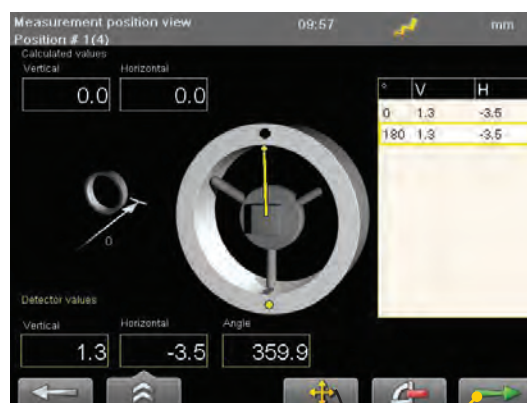 Measurement position view 09:57 mm
Position # 1(4)
Calculated values
Vertical Horizontal
0.0 0.0
° V H
0 1.3 -3.5
180 1.3 -3.5
0
Detector values
Vertical Horizontal Angle
1.3 -3.5 359.9